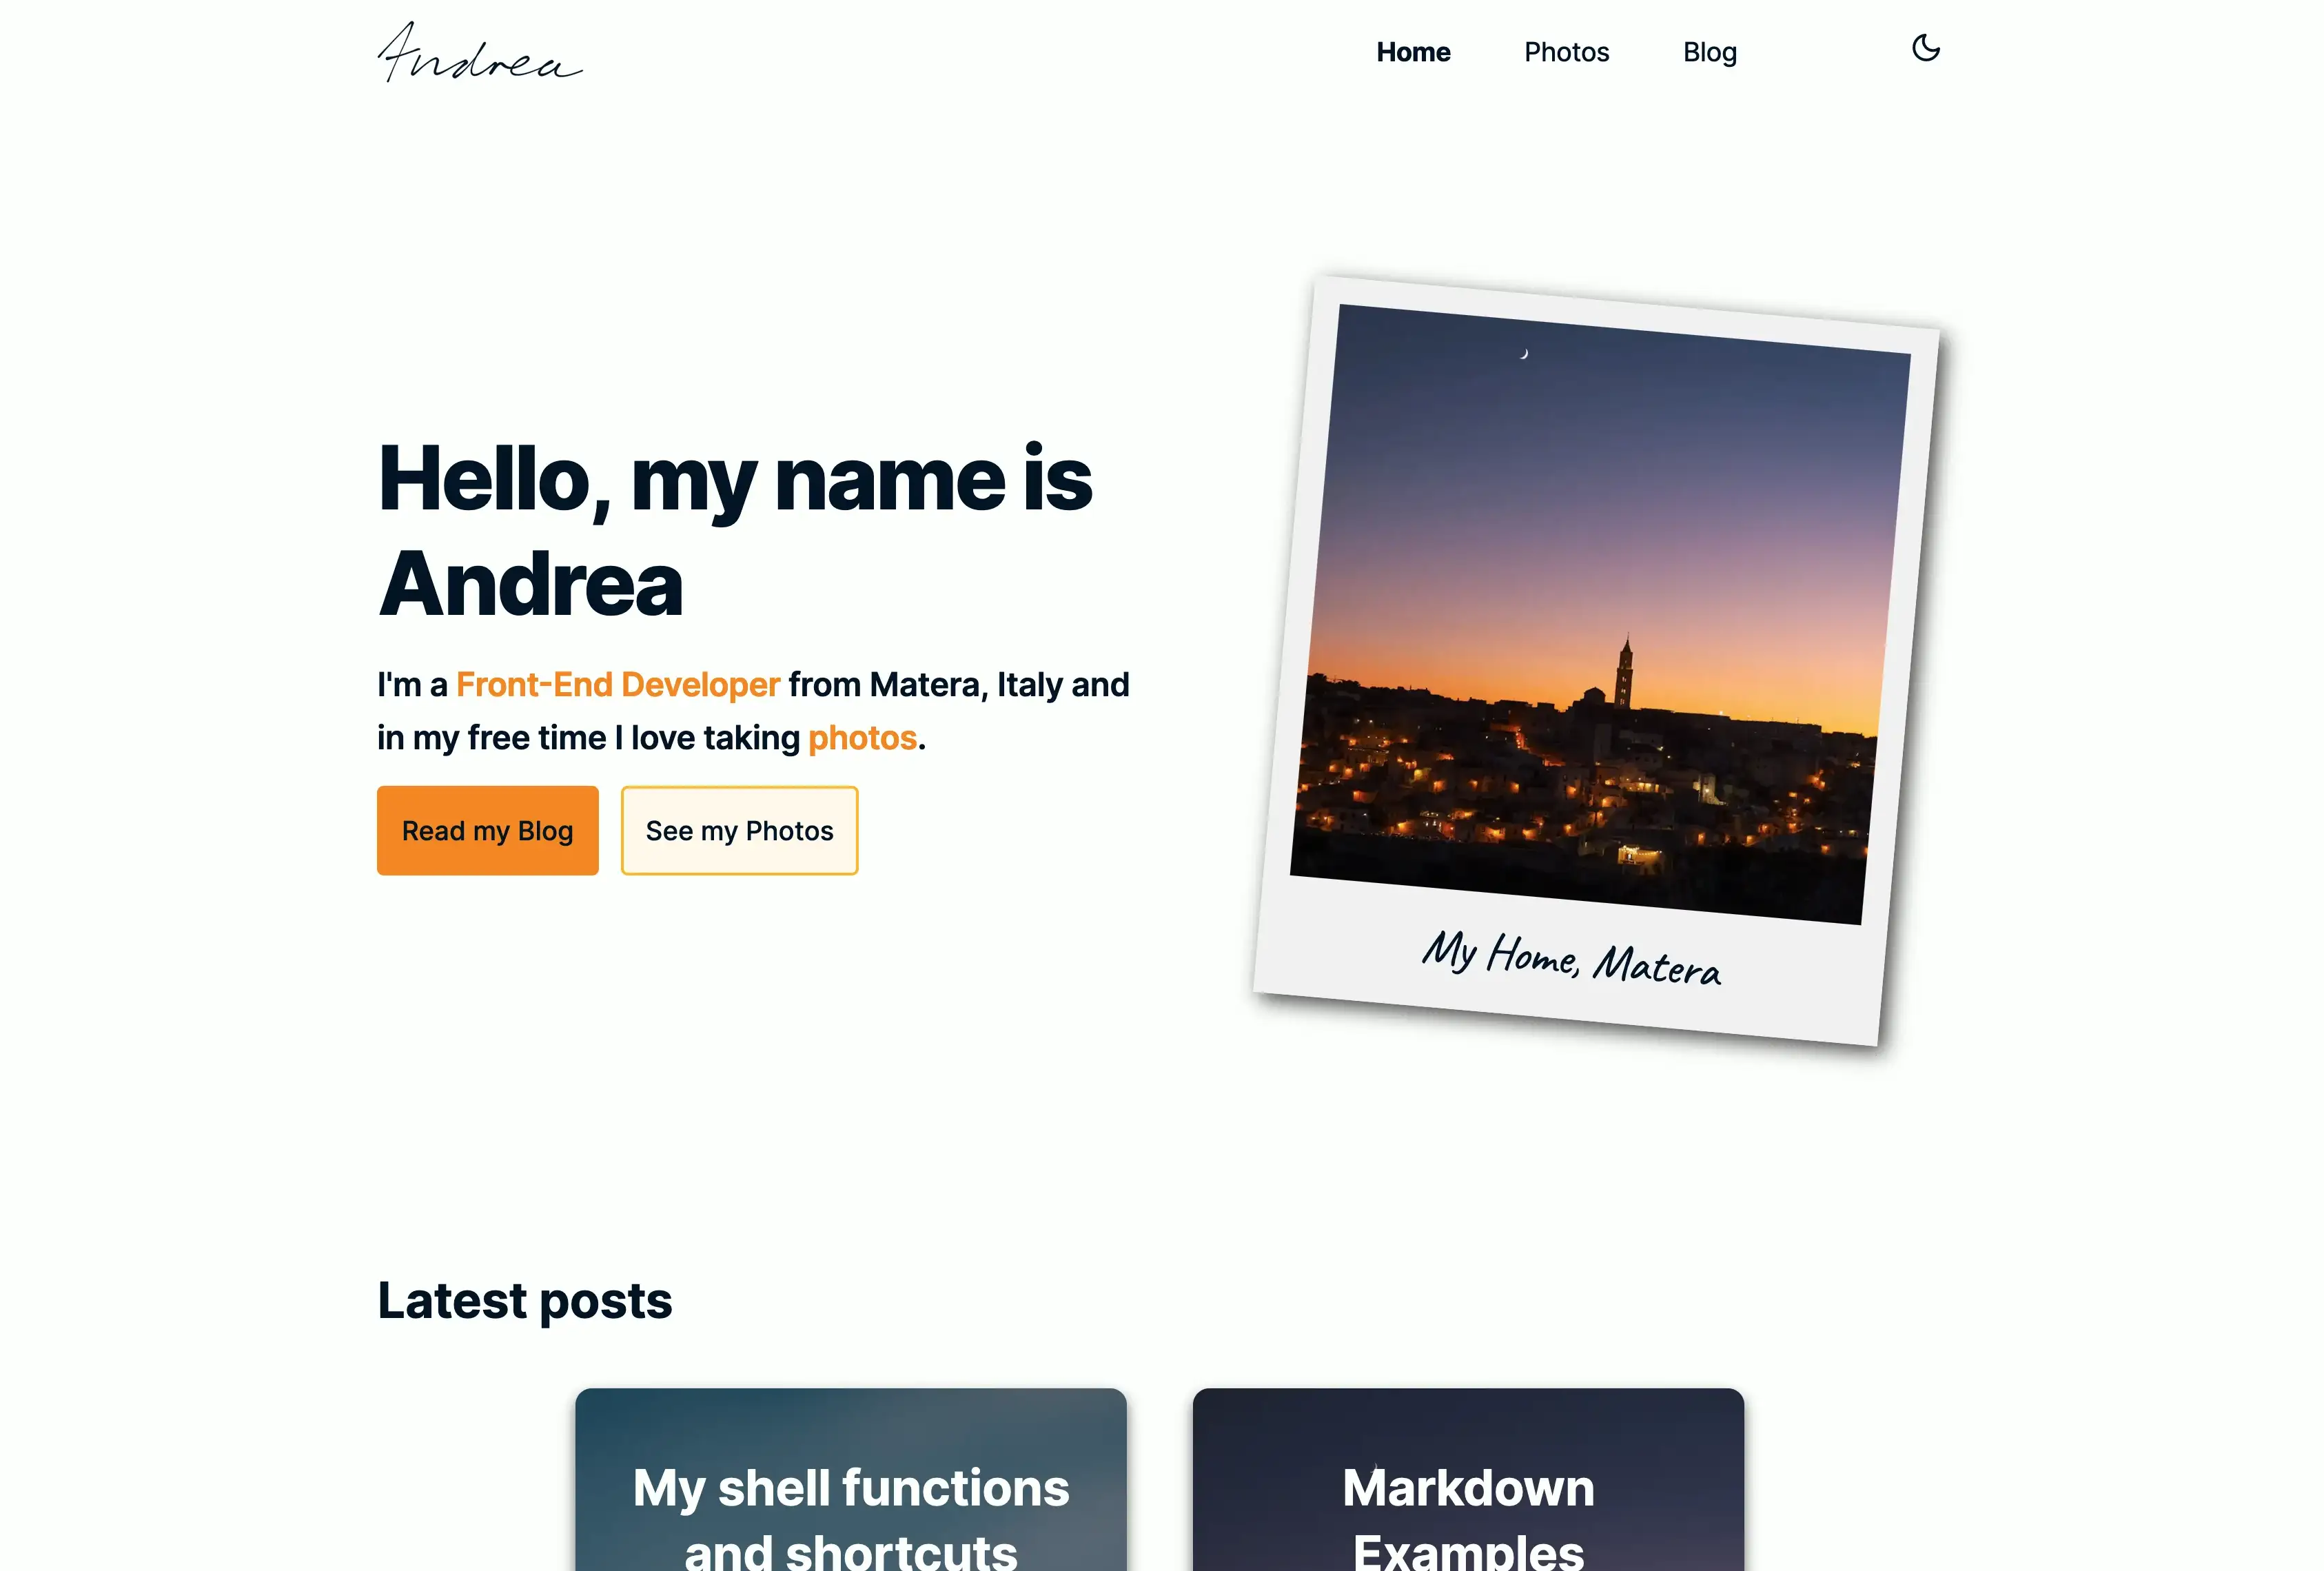 Andrea
Home
Photos
Blog
Hello, my name is
Andrea
I'm a Front-End Developer from Matera, Italy and
in my free time I love taking photos.
Read my Blog
See my Photos
My Home, Matera
Latest posts
My shell functions
and shortcuts
Markdown
Examples